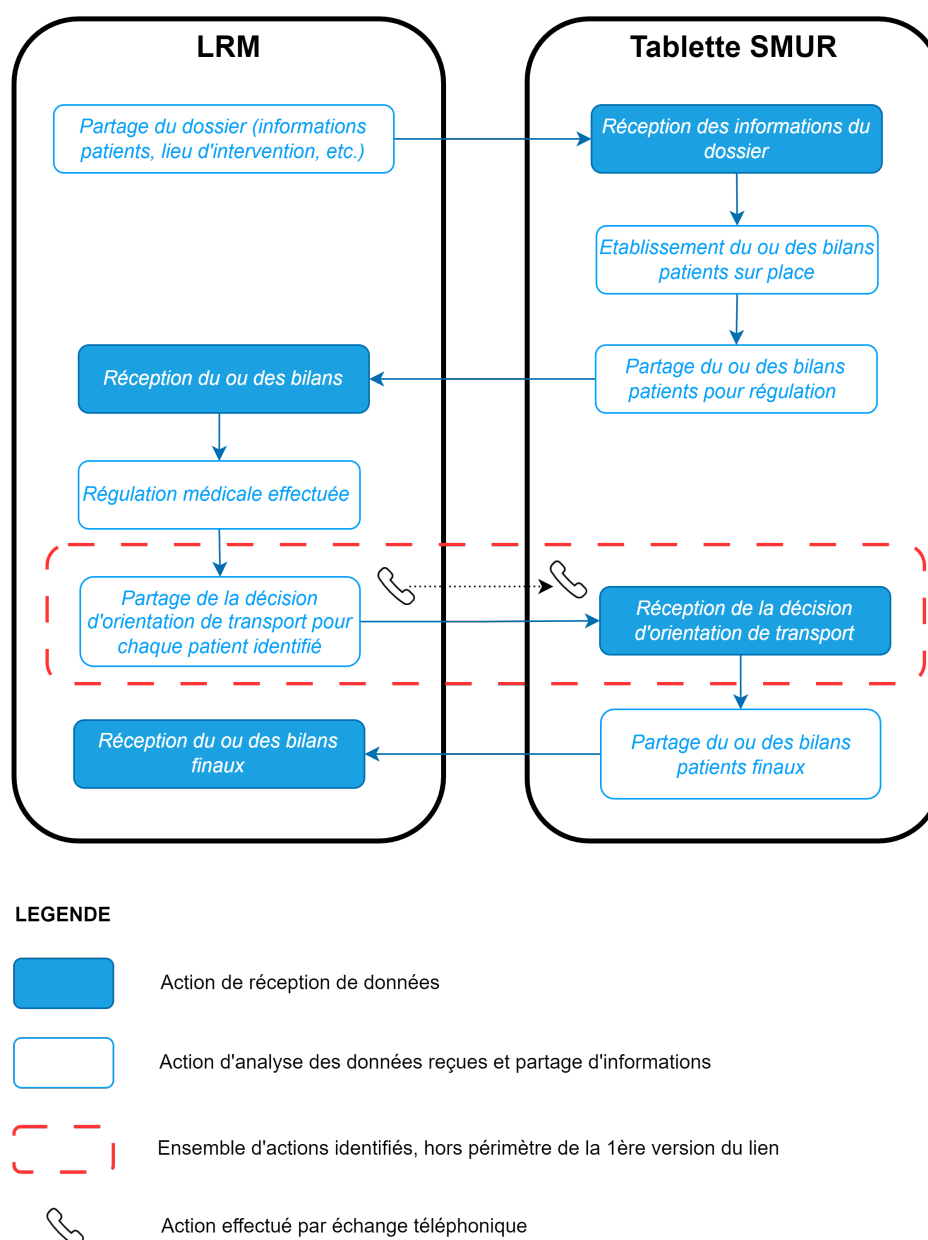 LRM
Tablette SMUR
Partage du dossier (informations
patients, lieu d'intervention, etc.)
Réception des informations du
dossier
Etablissement du ou des bilans
patients sur place
Réception du ou des bilans
Partage du ou des bilans
patients pour régulation
Régulation médicale effectuée
Partage de la décision
d'orientation de transport pour
chaque patient identifié
Réception de la décision
d'orientation de transport
Réception du ou des bilans
finaux
Partage du ou des bilans
patients finaux
LEGENDE
Action de réception de données
Action d'analyse des données reçues et partage d'informations
Ensemble d'actions identifiés, hors périmètre de la 1ère version du lien
Action effectué par échange téléphonique